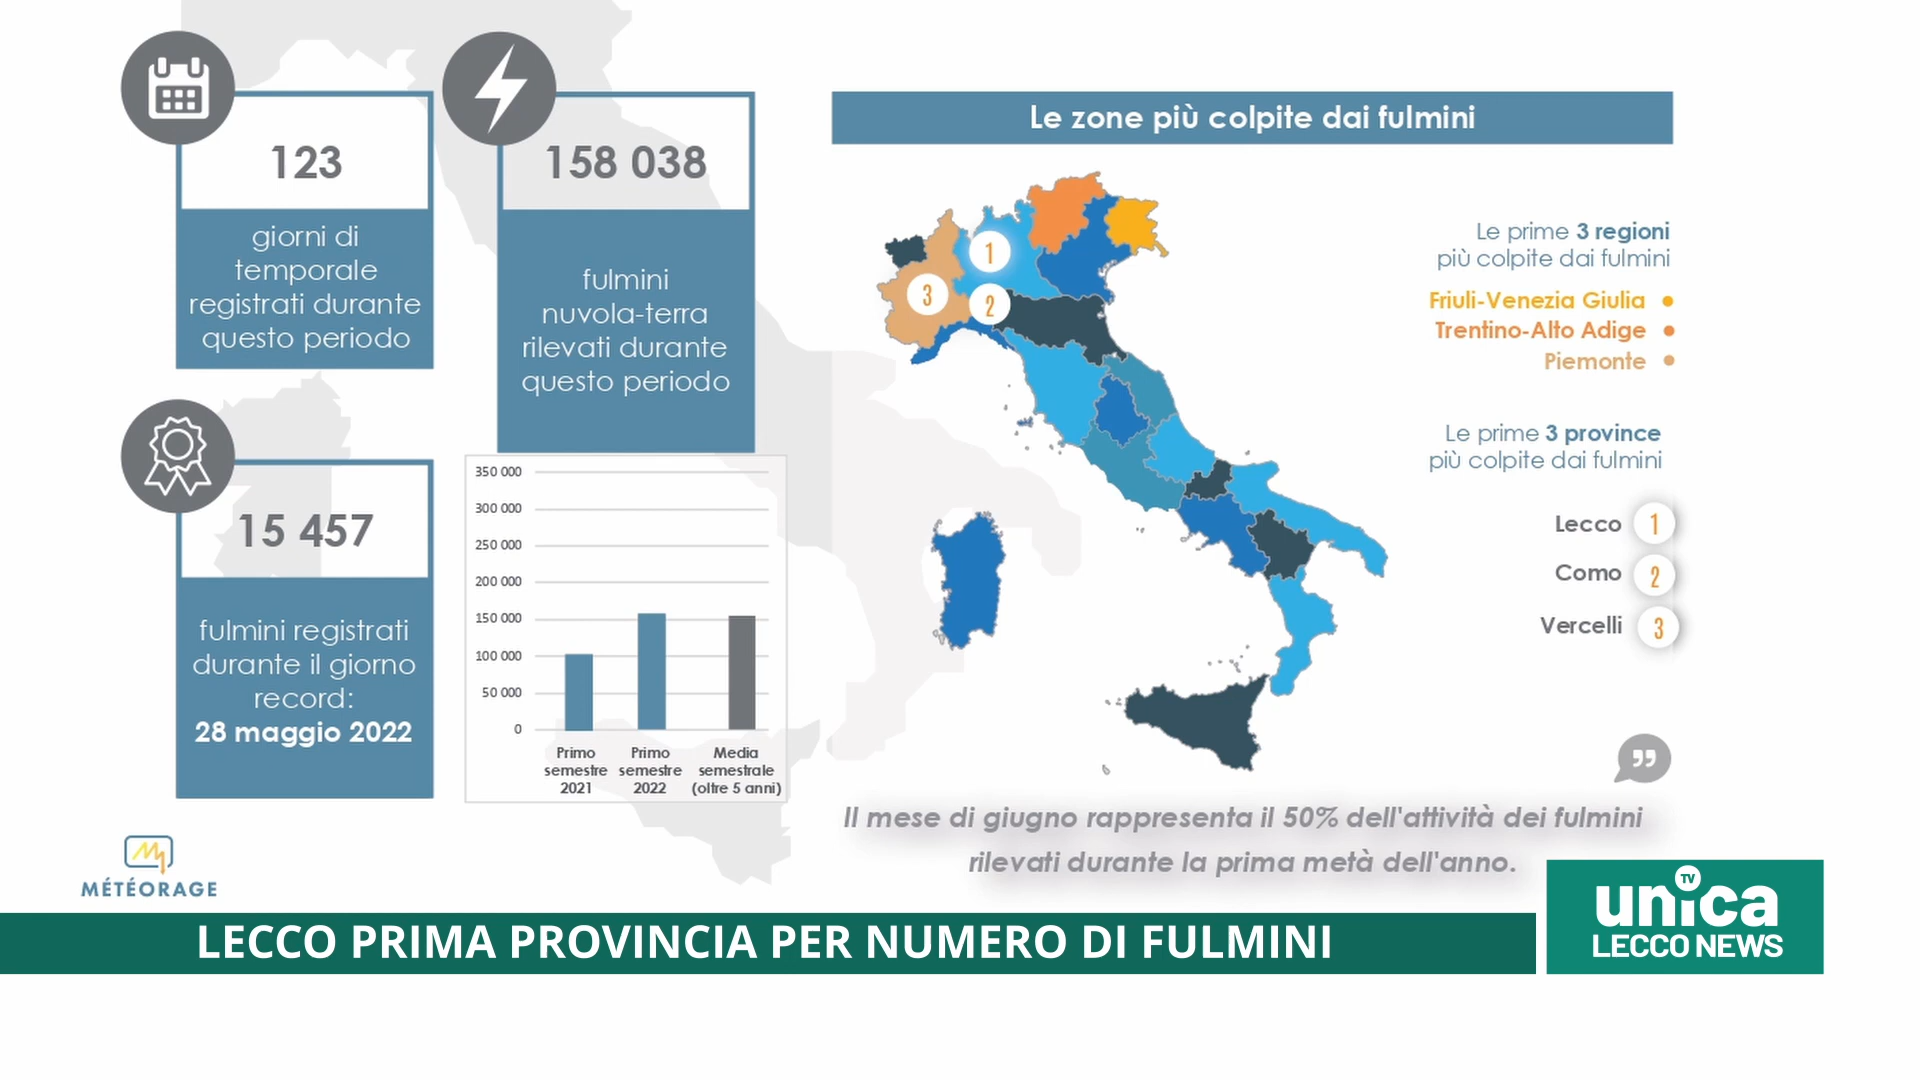 123
giorni di
temporale
registrati durante
questo periodo
158 038
fulmini
nuvola-terra
rilevati durante
questo periodo
15 457
fulmini registrati
durante il giorno
record:
28 maggio 2022
350 000
300 000
250 000
200 000
150 000
100 000
50 000
0
Primo
semestre
2021
Primo
semestre
2022
Media
semestrale
(oltre 5 anni)
Le zone più colpite dai fulmini
1
2
3
Le prime 3 regioni
più colpite dai fulmini
Friuli-Venezia Giulia
Trentino-Alto Adige
Piemonte
Le prime 3 province
più colpite dai fulmini
Lecco 1
Como 2
Vercelli 3
Il mese di giugno rappresenta il 50% dell'attività dei fulmini
rilevati durante la prima metà dell'anno.
MÉTÉORAGE
LECCO PRIMA PROVINCIA PER NUMERO DI FULMINI
TV
unica
LECCO NEWS